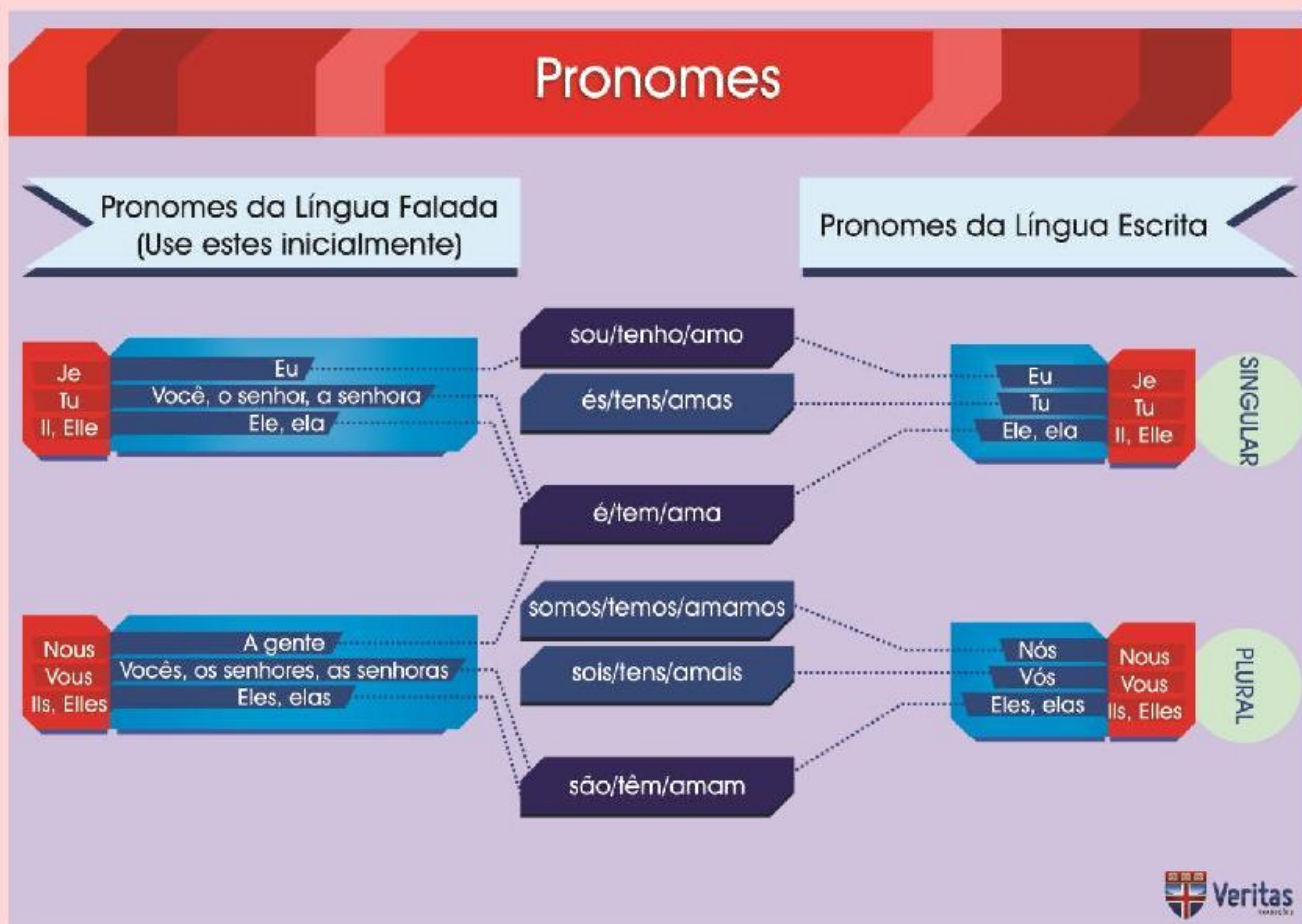 Pronomes
Pronomes da Língua Falada
(Use estes inicialmente)
Pronomes da Língua Escrita
Je
Tu
Il, Elle
Eu
Você, o senhor, a senhora
Ele, ela
sou/tenho/amo
és/tens/amas
é/tem/ama
Eu
Tu
Ele, ela
Je
Tu
Il, Elle
SINGULAR
Nous
Vous
Ils, Elles
A gente
Vocês, os senhores, as senhoras
Eles, elas
somos/temos/amamos
sois/tens/amais
são/têm/amam
Nós
Vós
Eles, elas
Nous
Vous
Ils, Elles
PLURAL
Veritas